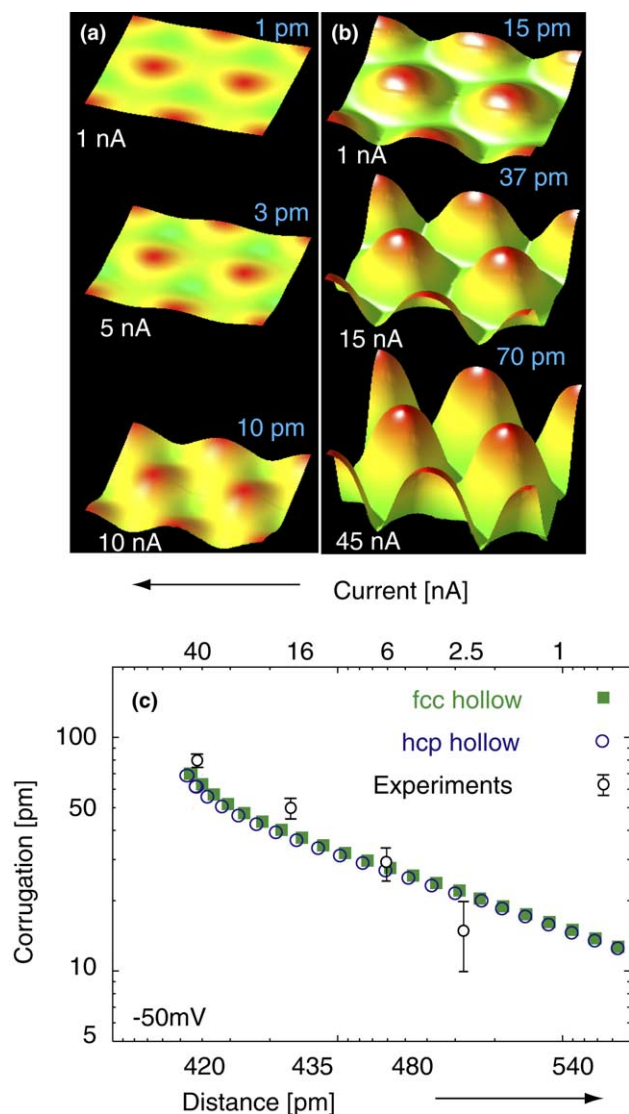 (a)
1 pm
1 nA
3 pm
5 nA
10 pm
10 nA
(b)
15 pm
1 nA
37 pm
15 nA
70 pm
45 nA
Current [nA]
40 16 6 2.5 1
(c)
fcc hollow
hcp hollow
Experiments
100
50
10
5
Corrugation [pm]
-50mV
420 435 480 540
Distance [pm]